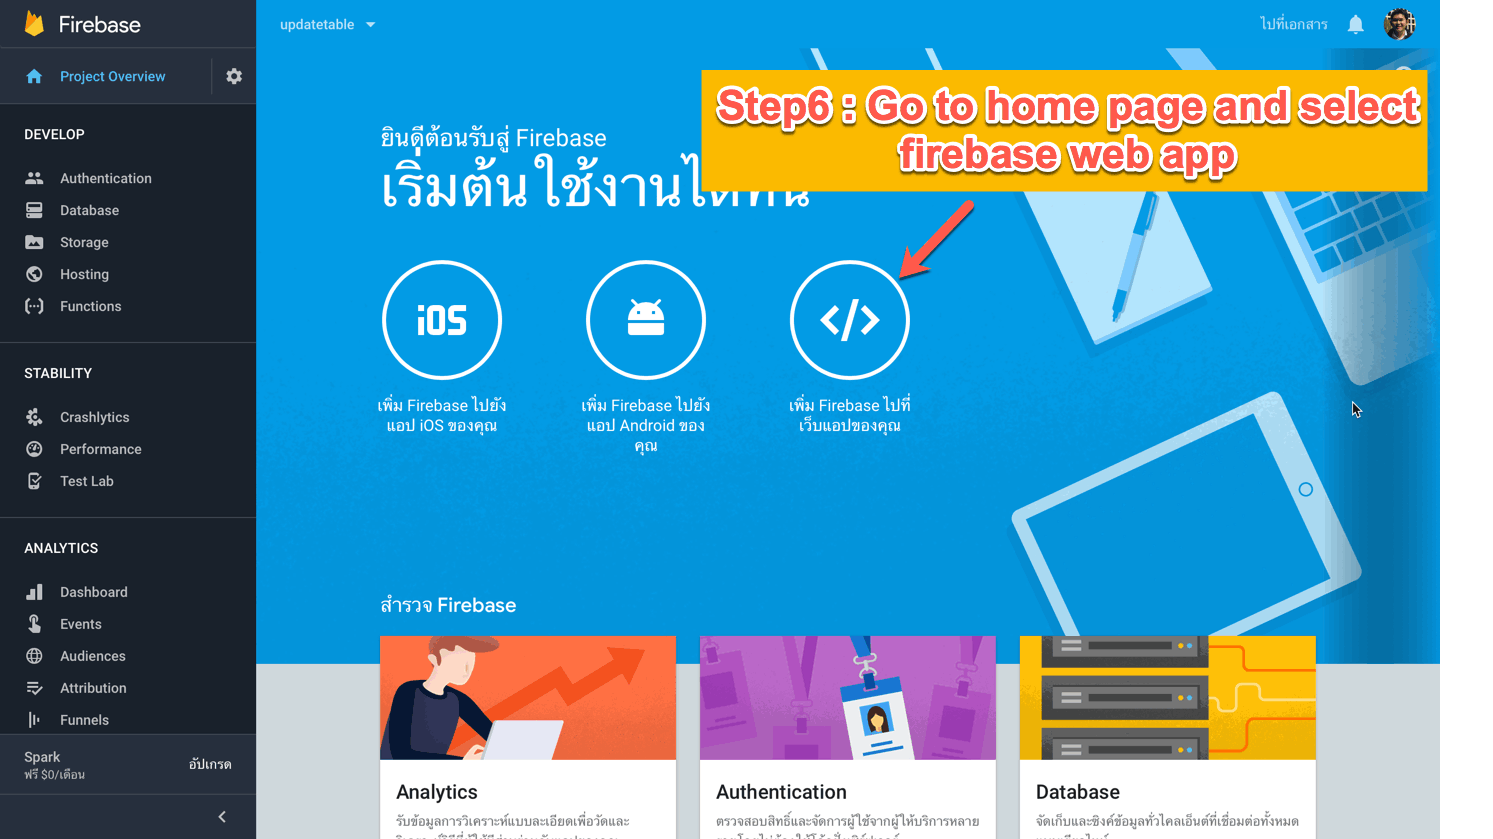 Firebase
updatetable
ไปที่เอกสาร
Project Overview
Step6 : Go to home page and select
firebase web app
DEVELOP
Authentication
Database
Storage
Hosting
Functions
STABILITY
Crashlytics
Performance
Test Lab
ANALYTICS
Dashboard
Events
Audiences
Attribution
Funnels
Spark
ฟรี $0/เดือน
อัปเกรด
ยินดีต้อนรับสู่ Firebase
เริ่มต้นใช้งานได้ทันที
iOS
</>
เพิ่ม Firebase ไปยัง
แอป iOS ของคุณ
เพิ่ม Firebase ไปยัง
แอป Android ของ
คุณ
เพิ่ม Firebase ไปที่
เว็บแอปของคุณ
สำรวจ Firebase
Analytics
รับข้อมูลการวิเคราะห์แบบละเอียดเพื่อวัดและ
Authentication
ตรวจสอบสิทธิ์และจัดการผู้ใช้จากผู้ให้บริการหลาย
Database
จัดเก็บและซิงค์ข้อมูลทั่วไคลเอ็นต์ที่เชื่อมต่อทั้งหมด